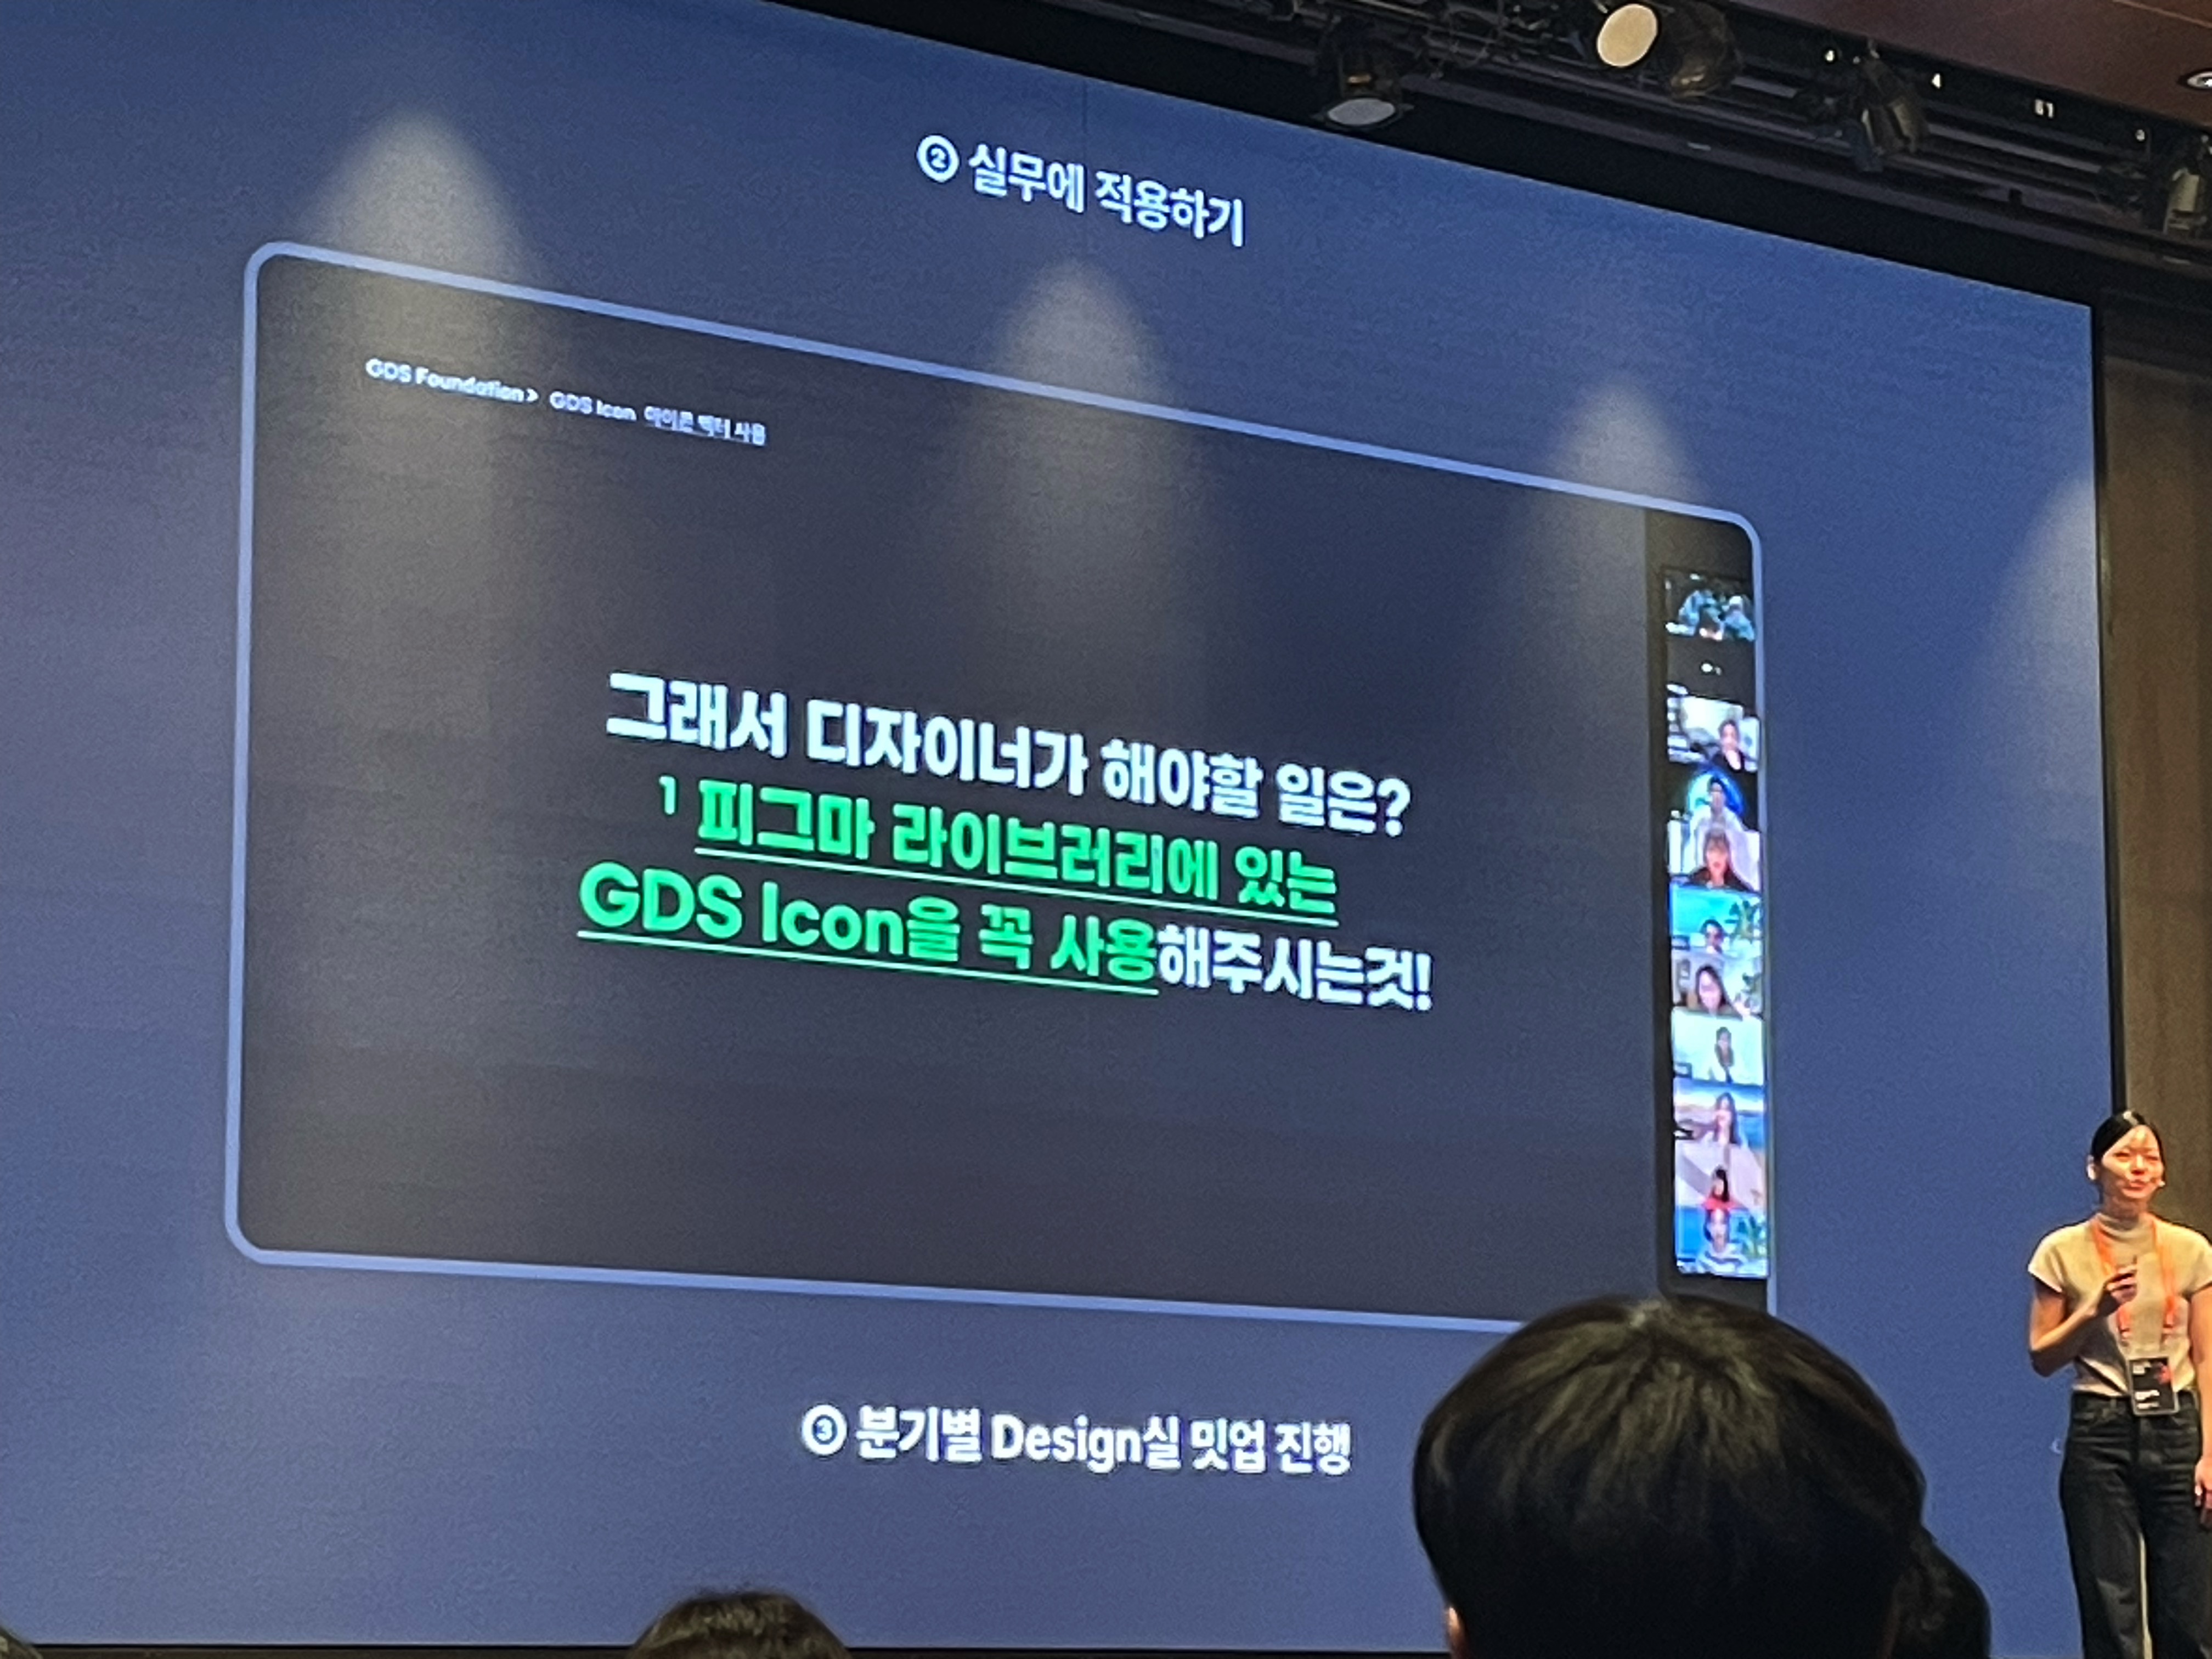 ② 실무에 적용하기
GDS Foundation > GDS Icon 아이콘 벡터 사용
그래서 디자이너가 해야할 일은?
1 피그마 라이브러리에 있는
GDS Icon을 꼭 사용해주시는것!
③ 분기별 Design실 밋업 진행